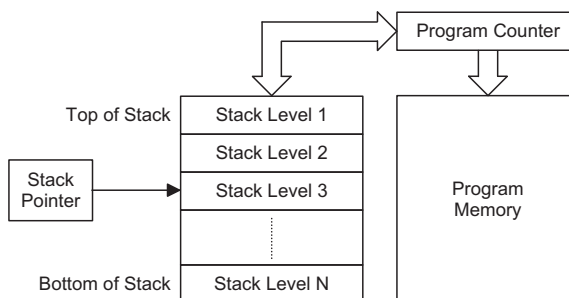 Program Counter
Top of Stack
Stack Level 1
Stack Level 2
Stack
Pointer
Stack Level 3
Program
Memory
Bottom of Stack
Stack Level N